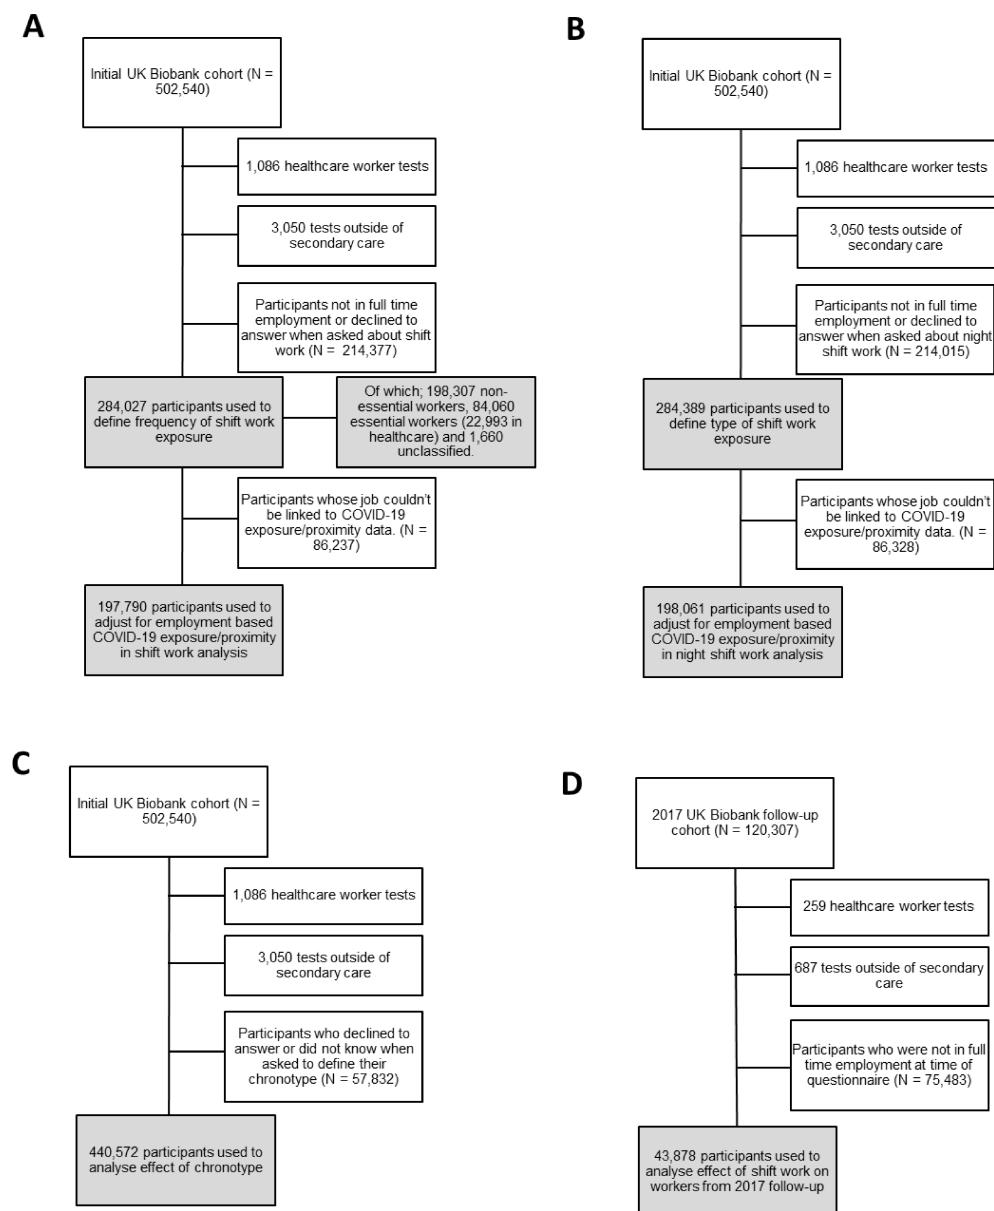 A
Initial UK Biobank cohort (N =
502,540)
1,086 healthcare worker tests
3,050 tests outside of
secondary care
Participants not in full time
employment or declined to
answer when asked about shift
work (N =  214,377)
284,027 participants used to
define frequency of shift work
exposure
Of which; 198,307 non-
essential workers, 84,060
essential workers (22,993 in
healthcare) and 1,660
unclassified.
Participants whose job couldn't
be linked to COVID-19
exposure/proximity data. (N =
86,237)
197,790 participants used to
adjust for employment based
COVID-19 exposure/proximity
in shift work analysis
B
Initial UK Biobank cohort (N =
502,540)
1,086 healthcare worker tests
3,050 tests outside of
secondary care
Participants not in full time
employment or declined to
answer when asked about night
shift work (N = 214,015)
284,389 participants used to
define type of shift work
exposure
Participants whose job couldn't
be linked to COVID-19
exposure/proximity data. (N =
86,328)
198,061 participants used to
adjust for employment based
COVID-19 exposure/proximity
in night shift work analysis
C
Initial UK Biobank cohort (N =
502,540)
1,086 healthcare worker tests
3,050 tests outside of
secondary care
Participants who declined to
answer or did not know when
asked to define their
chronotype (N = 57,832)
440,572 participants used to
analyse effect of chronotype
D
2017 UK Biobank follow-up
cohort (N = 120,307)
259 healthcare worker tests
687 tests outside of secondary
care
Participants who were not in full
time employment at time of
questionnaire (N = 75,483)
43,878 participants used to
analyse effect of shift work on
workers from 2017 follow-up